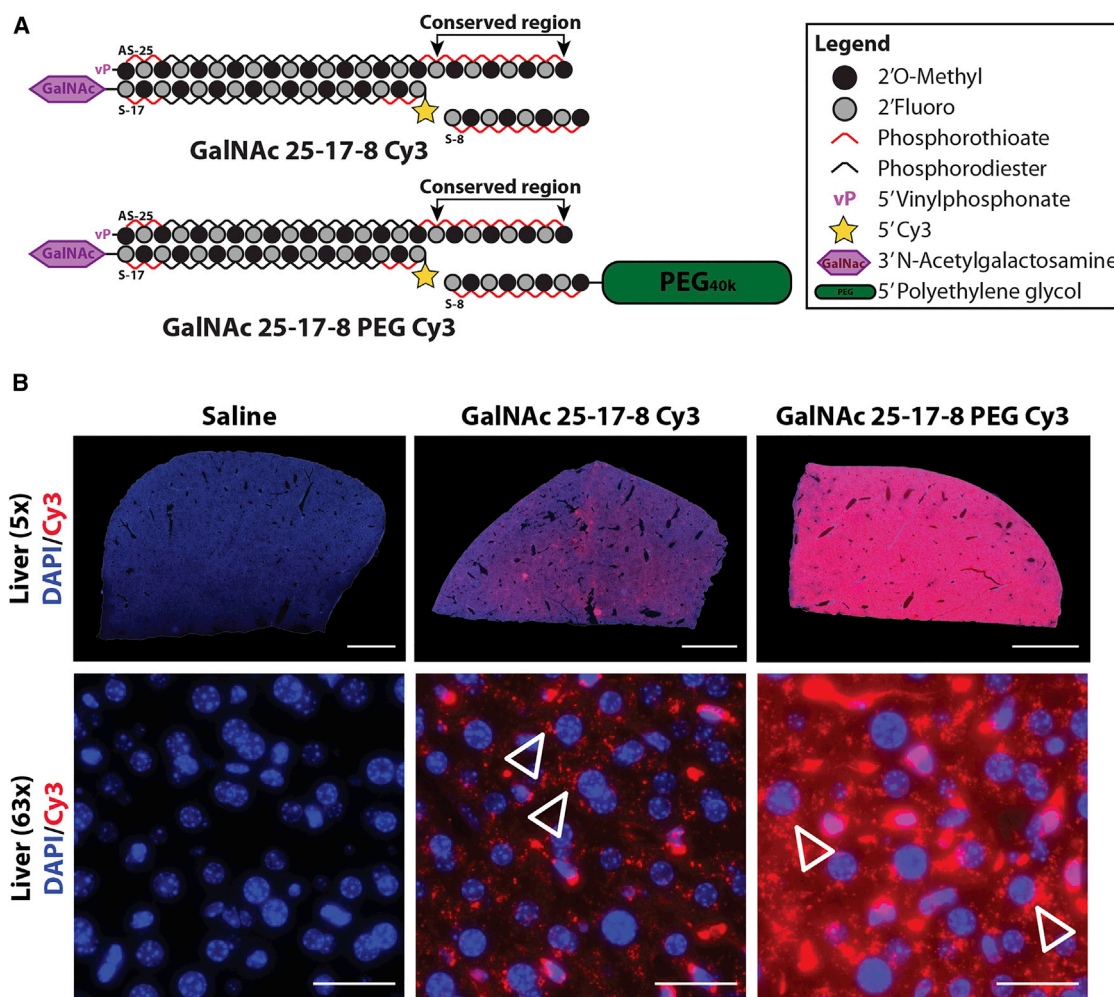 A
Conserved region
AS-25
vP
GalNAc
S-17
S-8
GalNAc 25-17-8 Cy3
Conserved region
AS-25
vP
GalNAc
S-17
S-8
PEG40k
GalNAc 25-17-8 PEG Cy3
Legend
2'O-Methyl
2'Fluoro
Phosphorothioate
Phosphorodiester
vP 5'Vinylphosphonate
5'Cy3
GalNac 3'N-Acetylgalactosamine
PEG 5'Polyethylene glycol
B
Saline
GalNAc 25-17-8 Cy3
GalNAc 25-17-8 PEG Cy3
Liver (5x)
DAPI/Cy3
Liver (63x)
DAPI/Cy3